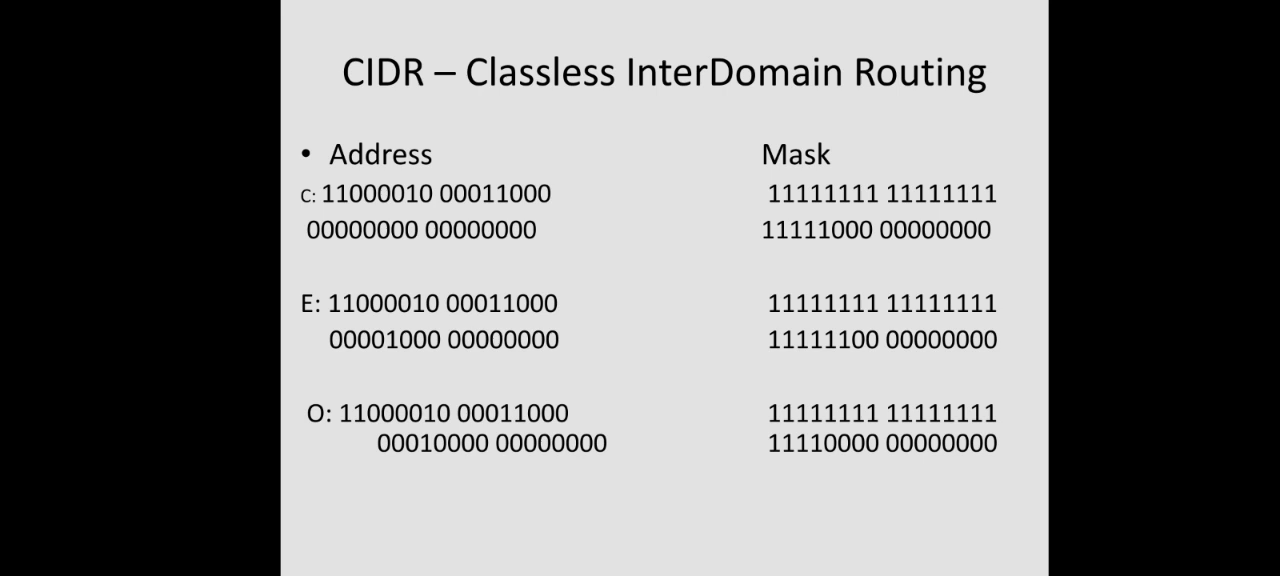 CIDR – Classless InterDomain Routing
• Address Mask
C: 11000010 00011000 11111111 11111111
00000000 00000000 11111000 00000000
E: 11000010 00011000 11111111 11111111
00001000 00000000 11111100 00000000
O: 11000010 00011000 11111111 11111111
00010000 00000000 11110000 00000000